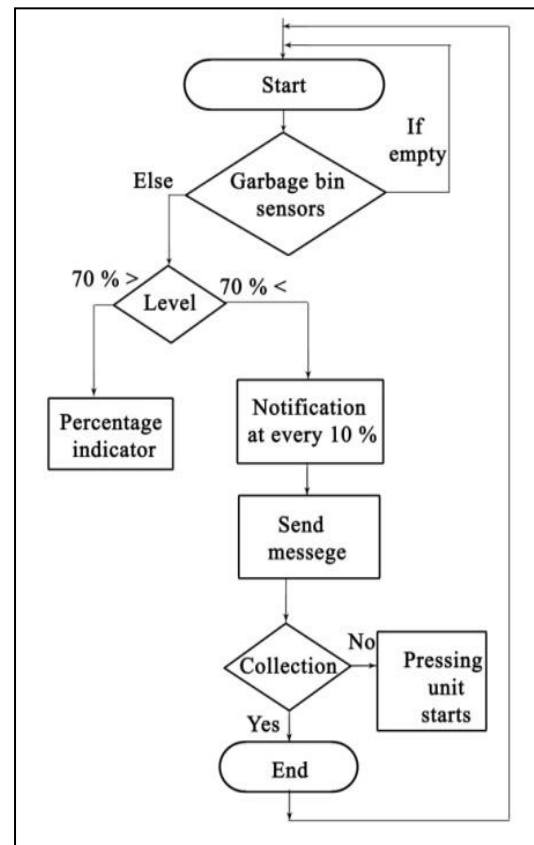 Start
If
empty
Garbage bin
sensors
Else
70 % >
Level
70 % <
Percentage
indicator
Notification
at every 10 %
Send
messege
Collection
No
Pressing
unit
starts
Yes
End